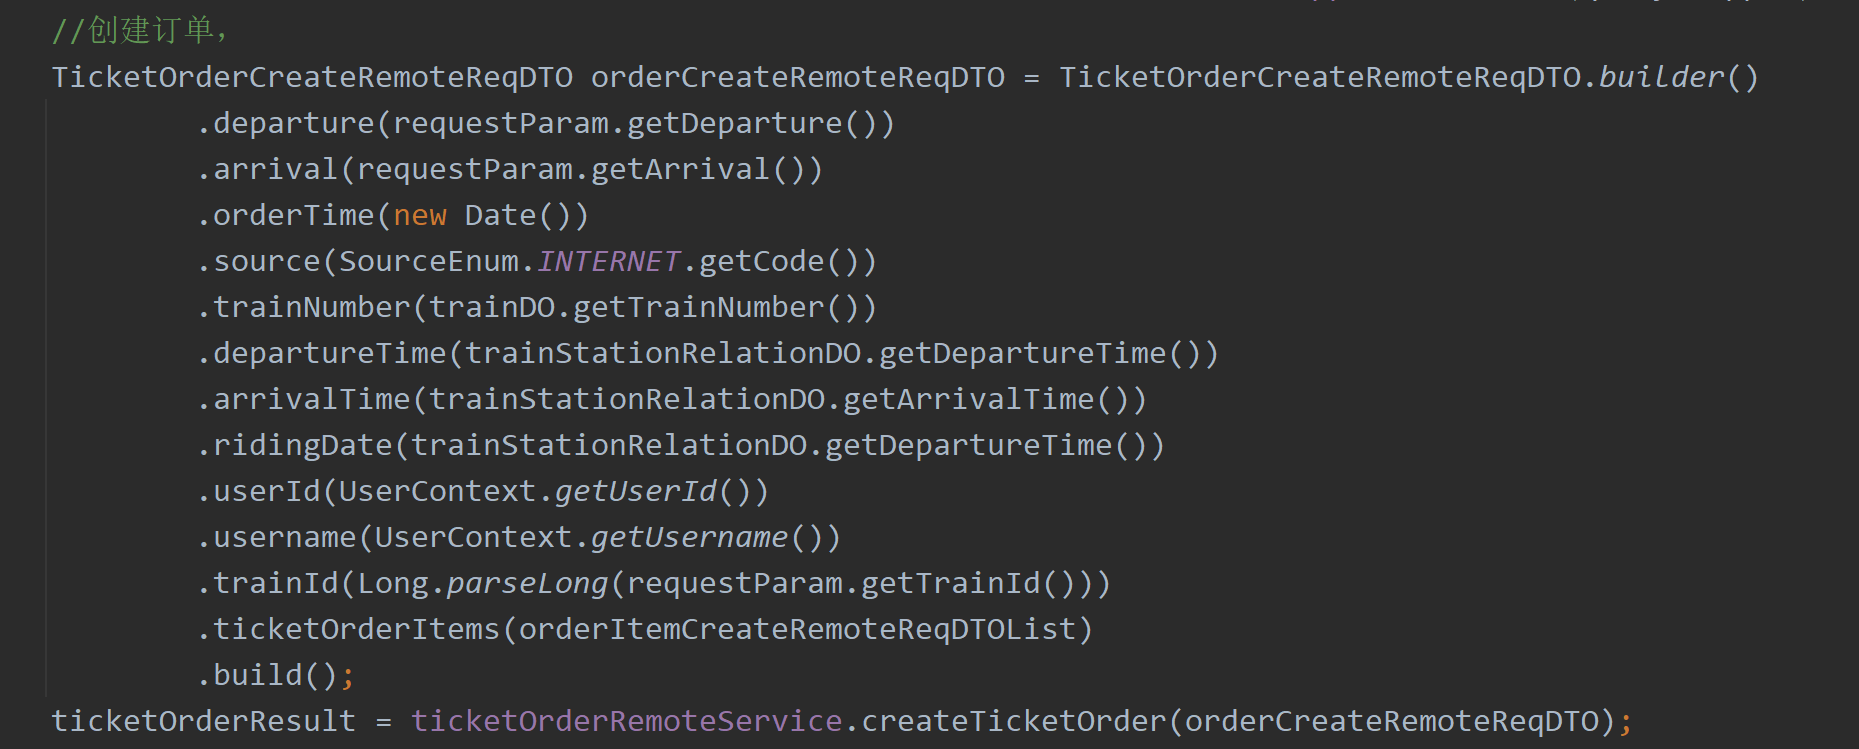 //创建订单，
TicketOrderCreateRemoteReqDTO orderCreateRemoteReqDTO = TicketOrderCreateRemoteReqDTO.builder()
.departure(requestParam.getDeparture())
.arrival(requestParam.getArrival())
.orderTime(new Date())
.source(SourceEnum.INTERNET.getCode())
.trainNumber(trainDO.getTrainNumber())
.departureTime(trainStationRelationDO.getDepartureTime())
.arrivalTime(trainStationRelationDO.getArrivalTime())
.ridingDate(trainStationRelationDO.getDepartureTime())
.userId(UserContext.getUserId())
.username(UserContext.getUsername())
.trainId(Long.parseLong(requestParam.getTrainId()))
.ticketOrderItems(orderItemCreateRemoteReqDTOList)
.build();
ticketOrderResult = ticketOrderRemoteService.createTicketOrder(orderCreateRemoteReqDTO);